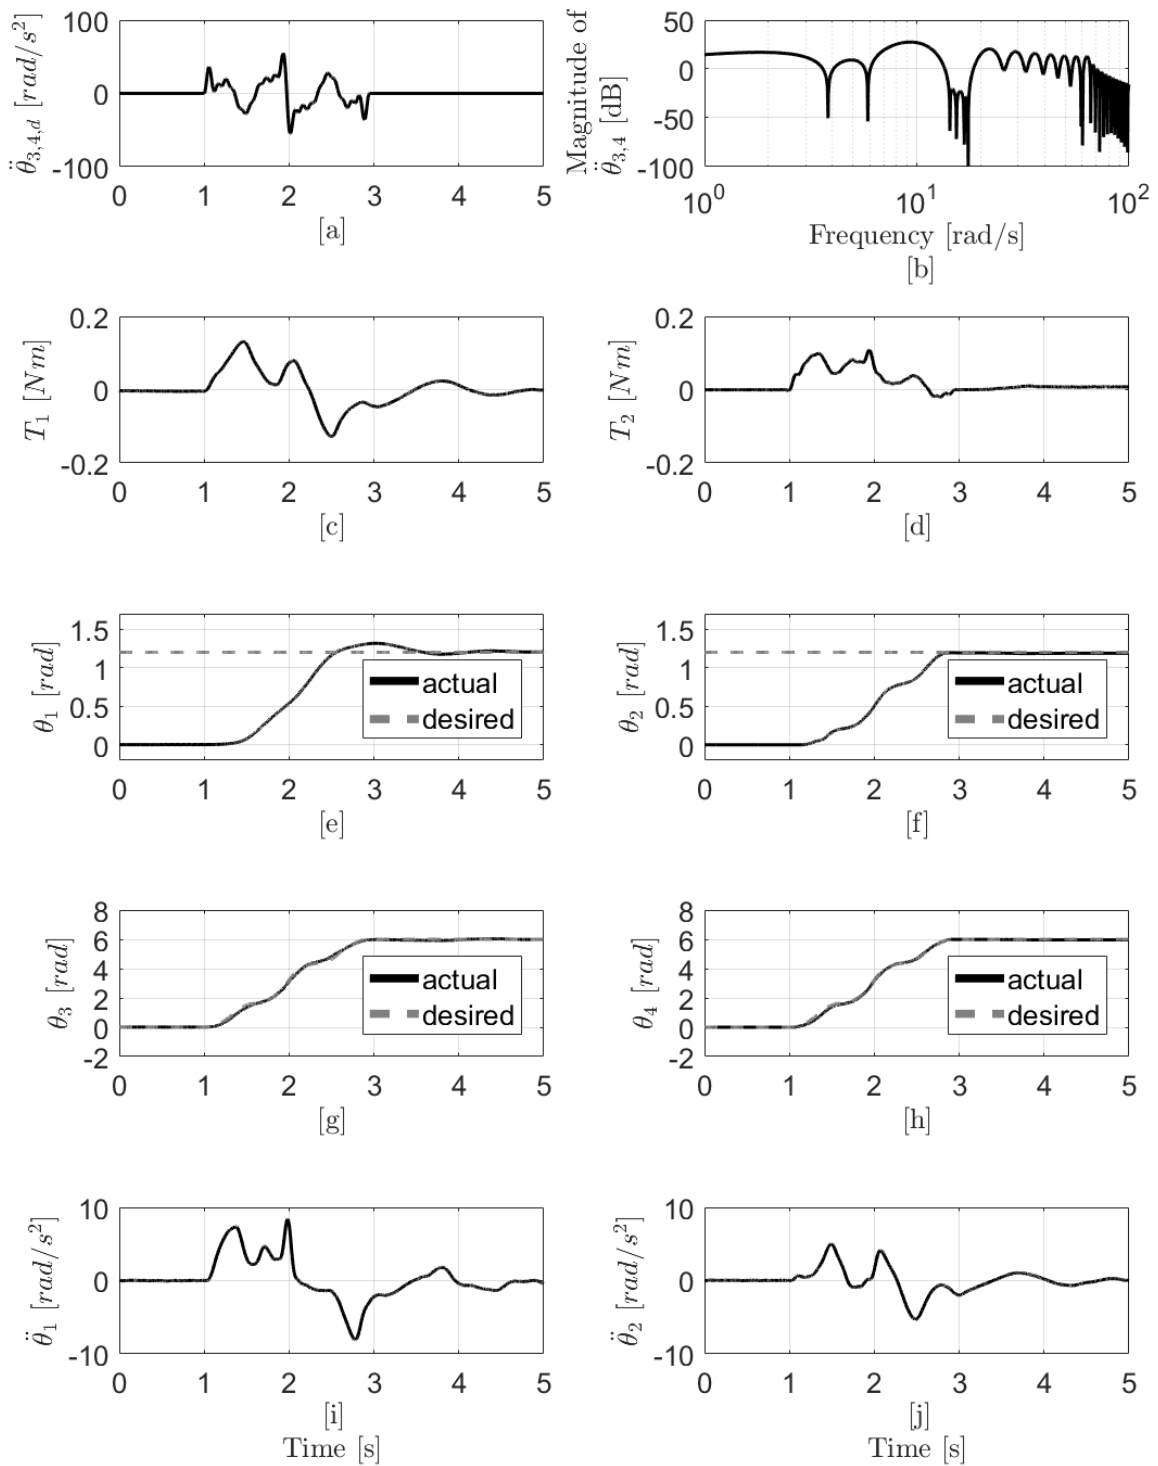 θ̈₃,₄,d [rad/s²]
100
0
-100
0 1 2 3 4 5
[a]
Magnitude of
θ̈₃,₄ [dB]
50
0
-50
-100
10⁰ 10¹ 10²
Frequency [rad/s]
[b]
T₁ [Nm]
0.2
0
-0.2
0 1 2 3 4 5
[c]
T₂ [Nm]
0.2
0
-0.2
0 1 2 3 4 5
[d]
θ₁ [rad]
1.5
1
0.5
0
actual
desired
0 1 2 3 4 5
[e]
θ₂ [rad]
1.5
1
0.5
0
actual
desired
0 1 2 3 4 5
[f]
θ₃ [rad]
8
6
4
2
0
-2
actual
desired
0 1 2 3 4 5
[g]
θ₄ [rad]
8
6
4
2
0
-2
actual
desired
0 1 2 3 4 5
[h]
θ̈₁ [rad/s²]
10
0
-10
0 1 2 3 4 5
[i]
Time [s]
θ̈₂ [rad/s²]
10
0
-10
0 1 2 3 4 5
[j]
Time [s]